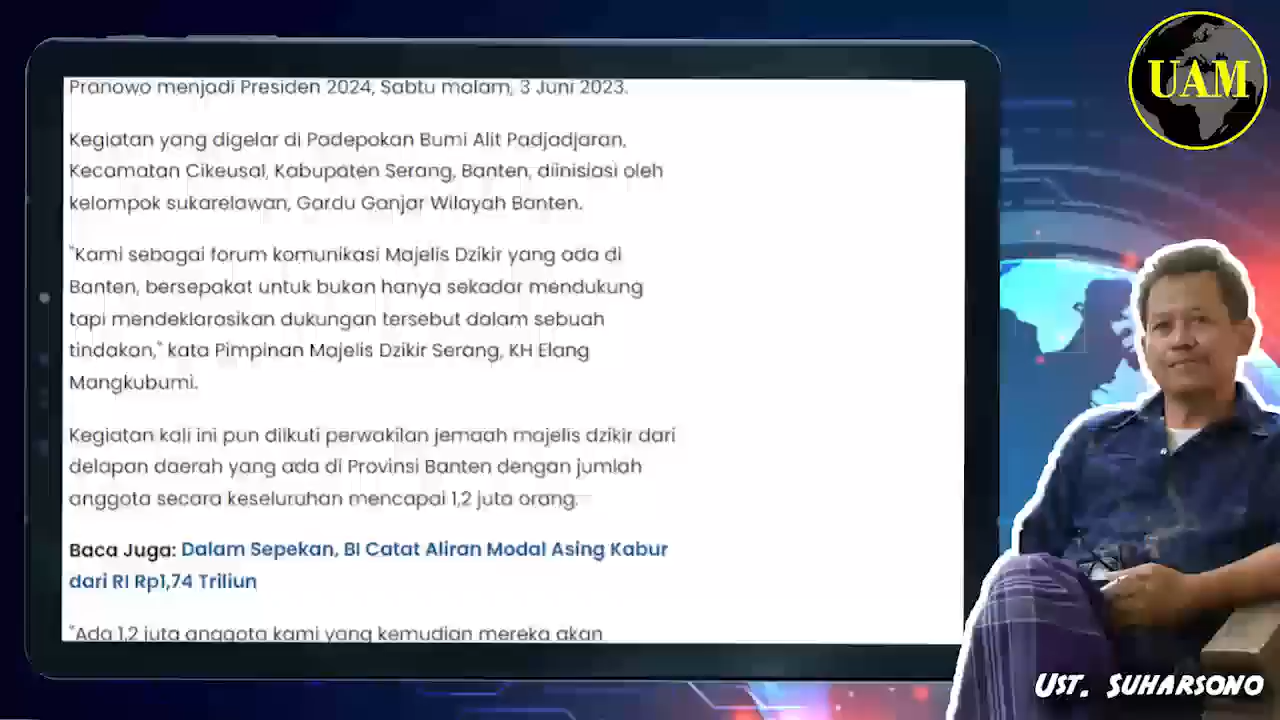 UAM
Pranowo menjadi Presiden 2024, Sabtu malam, 3 Juni 2023.
Kegiatan yang digelar di Padepokan Bumi Alit Padjadjaran,
Kecamatan Cikeusal, Kabupaten Serang, Banten, diinisiasi oleh
kelompok sukarelawan, Gardu Ganjar Wilayah Banten.
"Kami sebagai forum komunikasi Majelis Dzikir yang ada di
Banten, bersepakat untuk bukan hanya sekadar mendukung
tapi mendeklarasikan dukungan tersebut dalam sebuah
tindakan," kata Pimpinan Majelis Dzikir Serang, KH Elang
Mangkubumi.
Kegiatan kali ini pun diikuti perwakilan jemaah majelis dzikir dari
delapan daerah yang ada di Provinsi Banten dengan jumlah
anggota secara keseluruhan mencapai 1,2 juta orang.
Baca Juga: Dalam Sepekan, BI Catat Aliran Modal Asing Kabur
dari RI Rp1,74 Triliun
"Ada 1,2 juta anggota kami yang kemudian mereka akan
UST. SUHARSONO